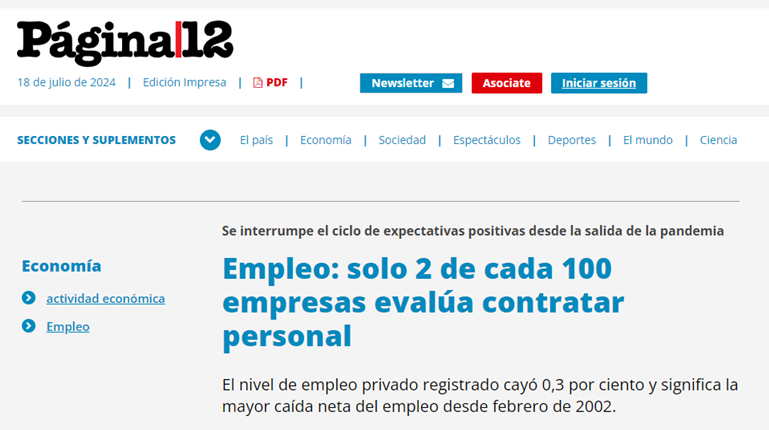 Página|12
18 de julio de 2024 | Edición Impresa | PDF |
Newsletter Asociate Iniciar sesión
SECCIONES Y SUPLEMENTOS El país | Economía | Sociedad | Espectáculos | Deportes | El mundo | Ciencia
Se interrumpe el ciclo de expectativas positivas desde la salida de la pandemia
Economía
actividad económica
Empleo
Empleo: solo 2 de cada 100
empresas evalúa contratar
personal
El nivel de empleo privado registrado cayó 0,3 por ciento y significa la
mayor caída neta del empleo desde febrero de 2002.